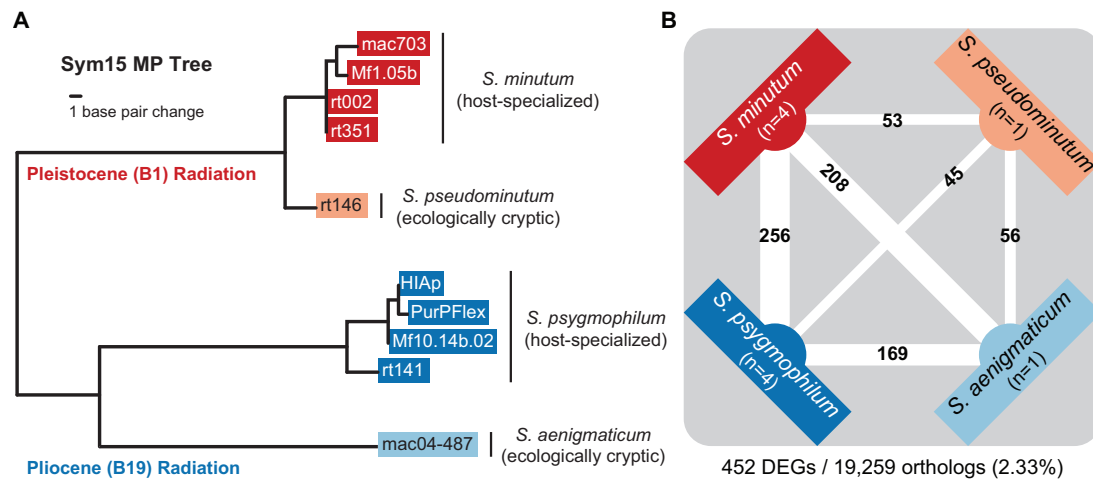 A
Sym15 MP Tree
1 base pair change
mac703
Mf1.05b
rt002
rt351
S. minutum
(host-specialized)
Pleistocene (B1) Radiation
rt146
S. pseudominutum
(ecologically cryptic)
HIAp
PurPFlex
Mf10.14b.02
rt141
S. psygmophilum
(host-specialized)
mac04-487
S. aenigmaticum
(ecologically cryptic)
Pliocene (B19) Radiation
B
S. minutum
(n=4)
S. pseudominutum
(n=1)
53
208
45
256
56
169
S. psygmophilum
(n=4)
S. aenigmaticum
(n=1)
452 DEGs / 19,259 orthologs (2.33%)